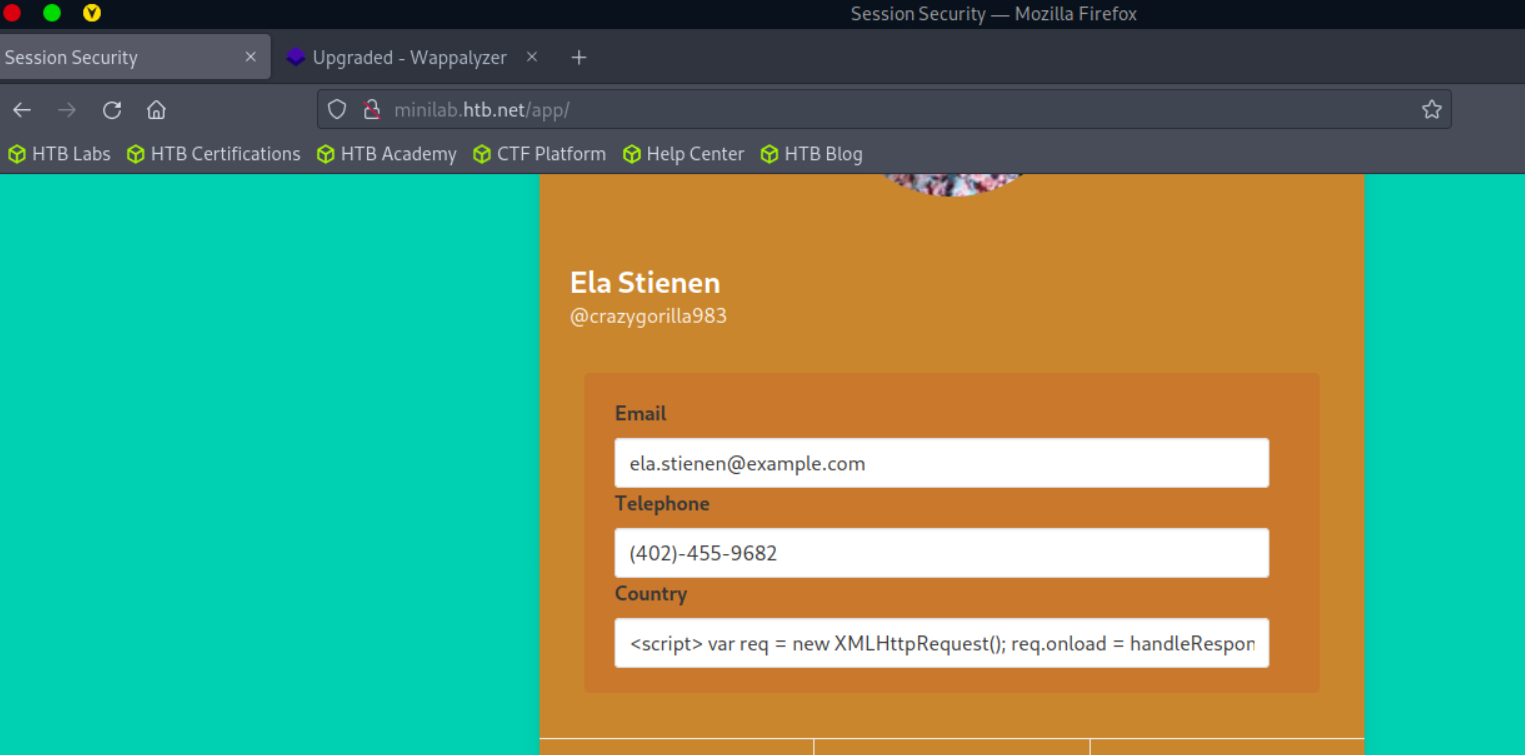 Session Security — Mozilla Firefox
Session Security × Upgraded - Wappalyzer × +
minilab.htb.net/app/
HTB Labs HTB Certifications HTB Academy CTF Platform Help Center HTB Blog
Ela Stienen
@crazygorilla983
Email
ela.stienen@example.com
Telephone
(402)-455-9682
Country
<script> var req = new XMLHttpRequest(); req.onload = handleRespon